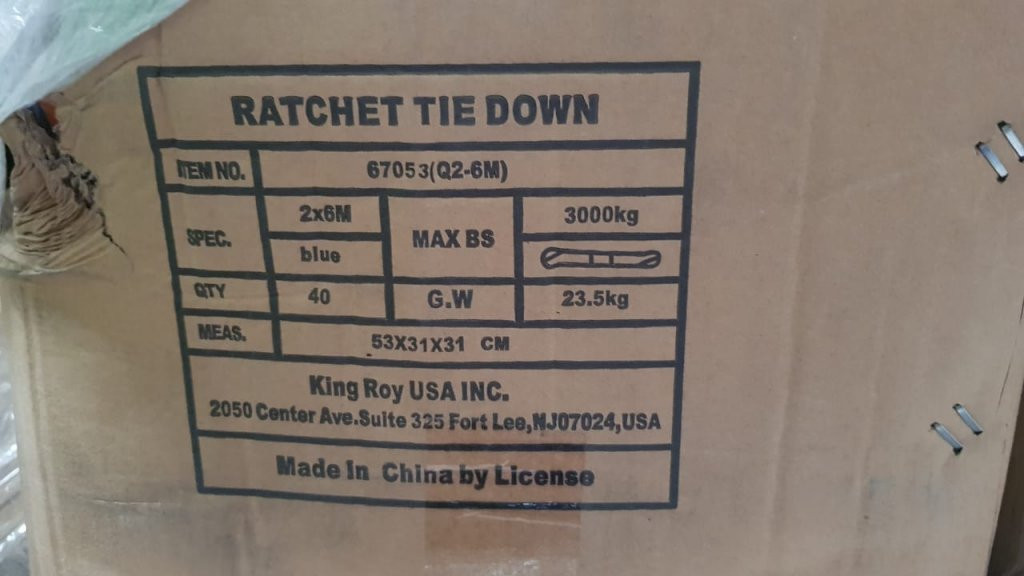 RATCHET TIE DOWN
ITEM NO. 67053(Q2-6M)
SPEC. 2x6M MAX BS 3000kg
blue
QTY 40 G.W 23.5kg
MEAS. 53X31X31 CM
King Roy USA INC.
2050 Center Ave.Suite 325 Fort Lee,NJ07024,USA
Made In China by License